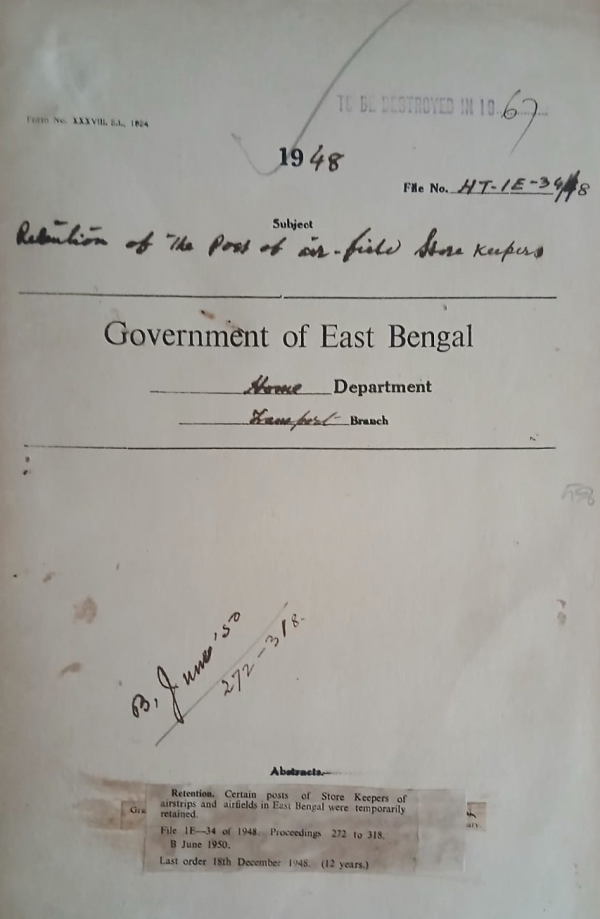 TO BE DESTROYED IN 1967
Form No. XXXVIII, S.L., 1924
1948
File No. HT-1E-34/48
Subject
Retention of the Post of air-field Store Keepers
Government of East Bengal
Home Department
Transport Branch
B, June '50
272-318.
Abstracts.—
Retention. Certain posts of Store Keepers of
airstrips and airfields in East Bengal were temporarily
retained.
File 1E—34 of 1948. Proceedings 272 to 318.
B June 1950.
Last order 18th December 1948. (12 years.)